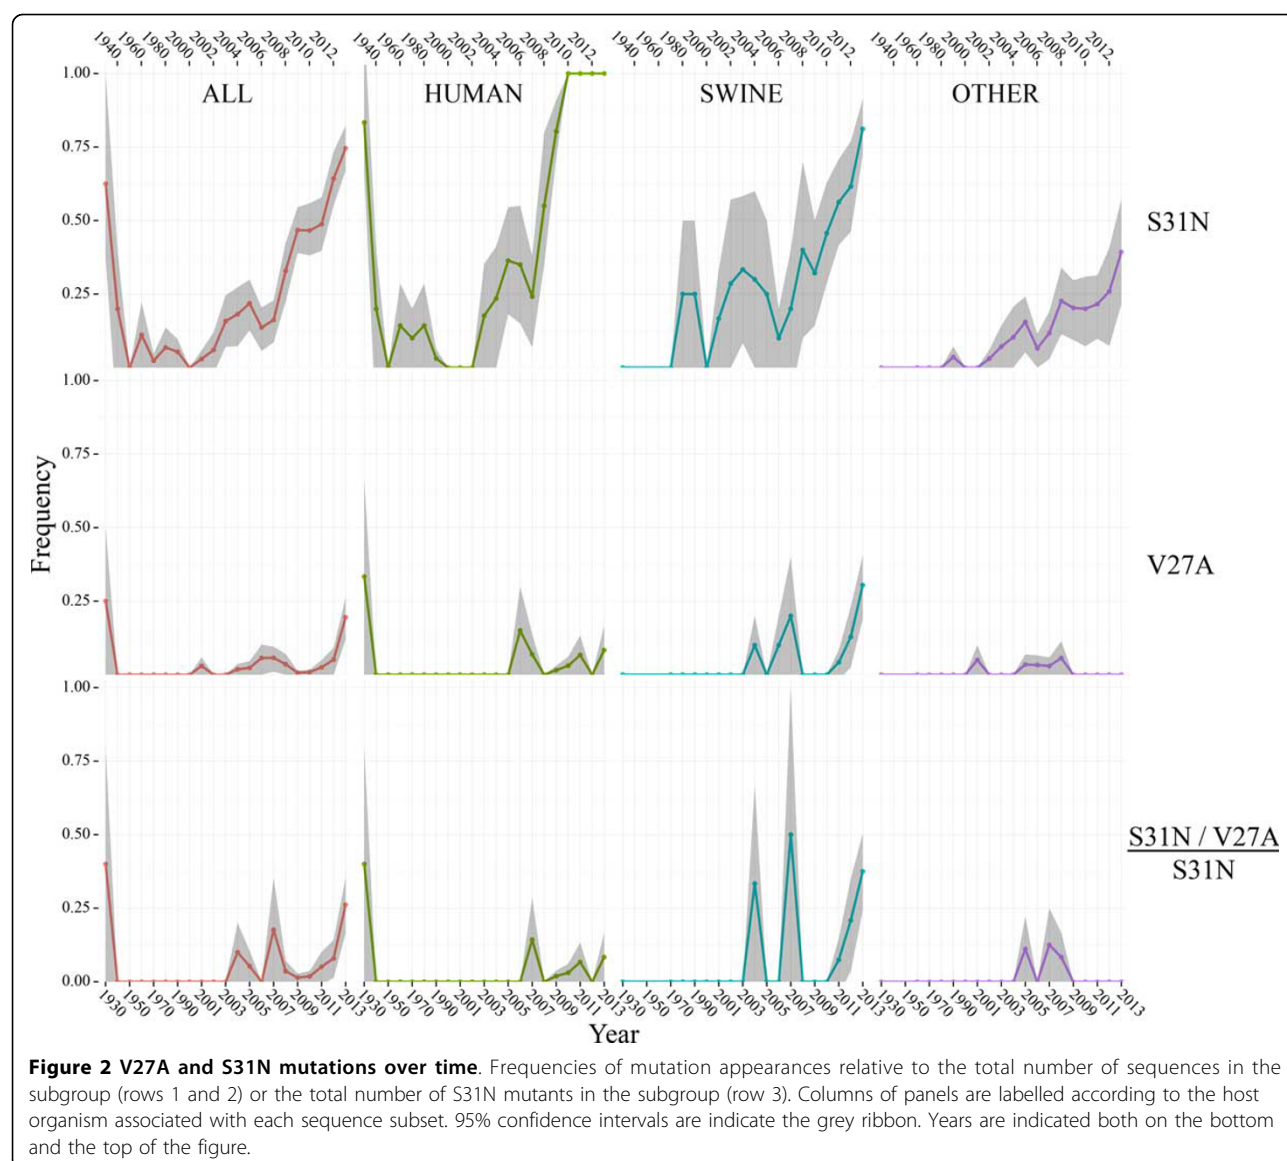 1940 1960 1980 2000 2002 2004 2006 2008 2010 2012 1940 1960 1980 2000 2002 2004 2006 2008 2010 2012 1940 1960 1980 2000 2002 2004 2006 2008 2010 2012 1940 1960 1980 2000 2002 2004 2006 2008 2010 2012
1.00
ALL HUMAN SWINE OTHER
0.75
0.50
S31N
0.25
1.00
0.75
0.50
V27A
0.25
Frequency
1.00
0.75
0.50
S31N / V27A
S31N
0.25
0.00
1930 1950 1970 1990 2001 2003 2005 2007 2009 2011 2013 1930 1950 1970 1990 2001 2003 2005 2007 2009 2011 2013 1930 1950 1970 1990 2001 2003 2005 2007 2009 2011 2013 1930 1950 1970 1990 2001 2003 2005 2007 2009 2011 2013
Year
Figure 2 V27A and S31N mutations over time. Frequencies of mutation appearances relative to the total number of sequences in the
subgroup (rows 1 and 2) or the total number of S31N mutants in the subgroup (row 3). Columns of panels are labelled according to the host
organism associated with each sequence subset. 95% confidence intervals are indicate the grey ribbon. Years are indicated both on the bottom
and the top of the figure.